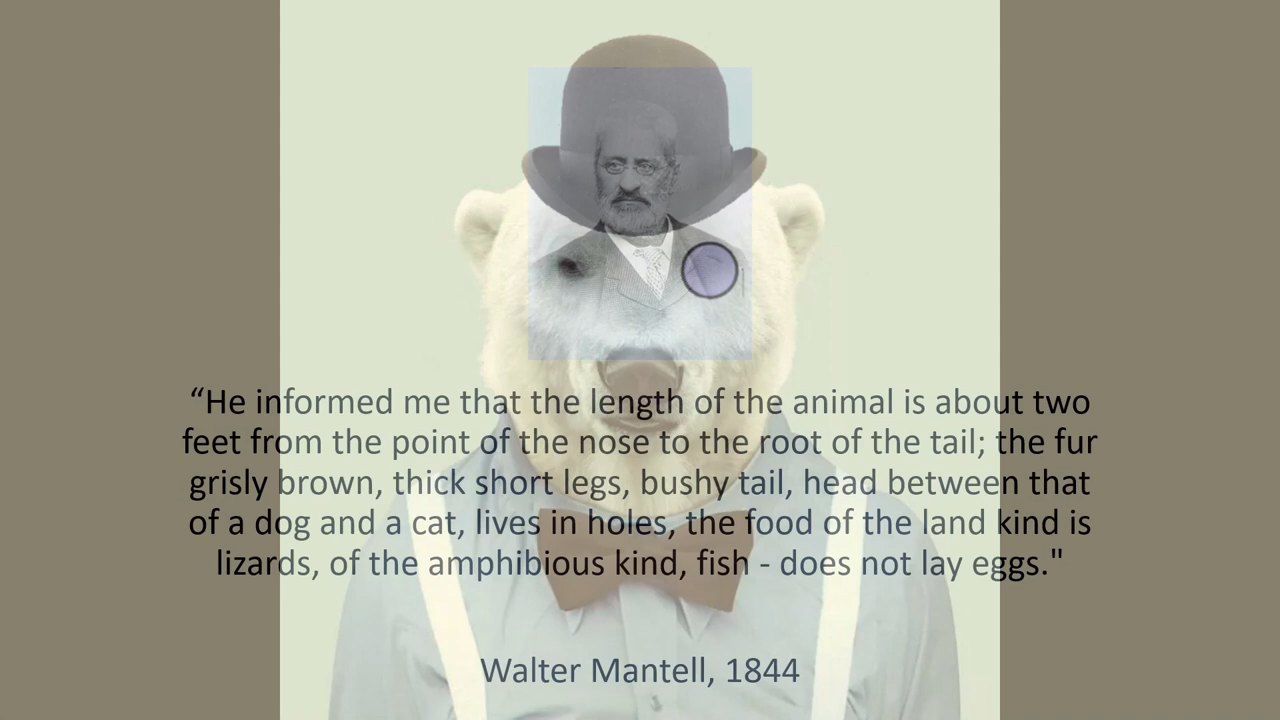 “He informed me that the length of the animal is about two
feet from the point of the nose to the root of the tail; the fur
grisly brown, thick short legs, bushy tail, head between that
of a dog and a cat, lives in holes, the food of the land kind is
lizards, of the amphibious kind, fish - does not lay eggs."
Walter Mantell, 1844